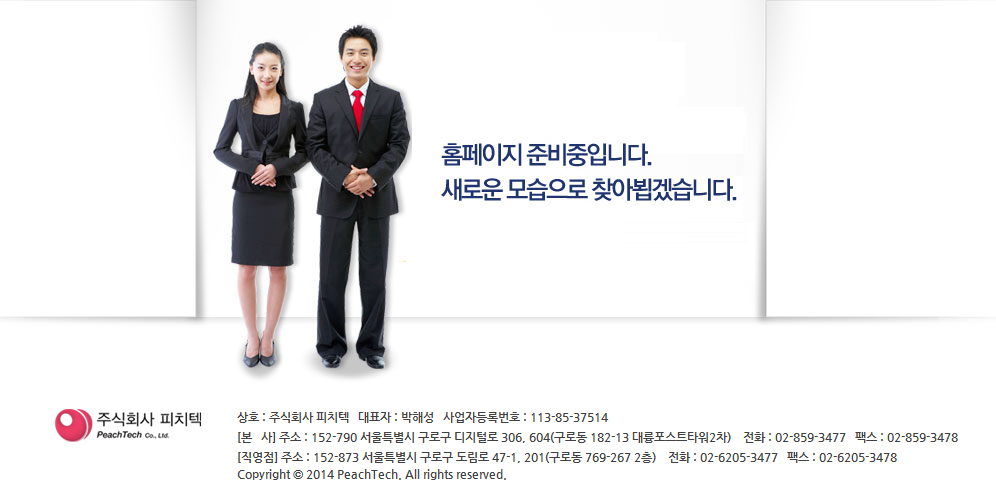 홈페이지 준비중입니다.
새로운 모습으로 찾아뵙겠습니다.
주식회사 피치텍
PeachTech Co., Ltd.
상호 : 주식회사 피치텍 대표자 : 박해성 사업자등록번호 : 113-85-37514
[본 사] 주소 : 152-790 서울특별시 구로구 디지털로 306, 604(구로동 182-13 대륭포스트타워2차) 전화 : 02-859-3477 팩스 : 02-859-3478
[직영점] 주소 : 152-873 서울특별시 구로구 도림로 47-1, 201(구로동 769-267 2층) 전화 : 02-6205-3477 팩스 : 02-6205-3478
Copyright © 2014 PeachTech, All rights reserved,